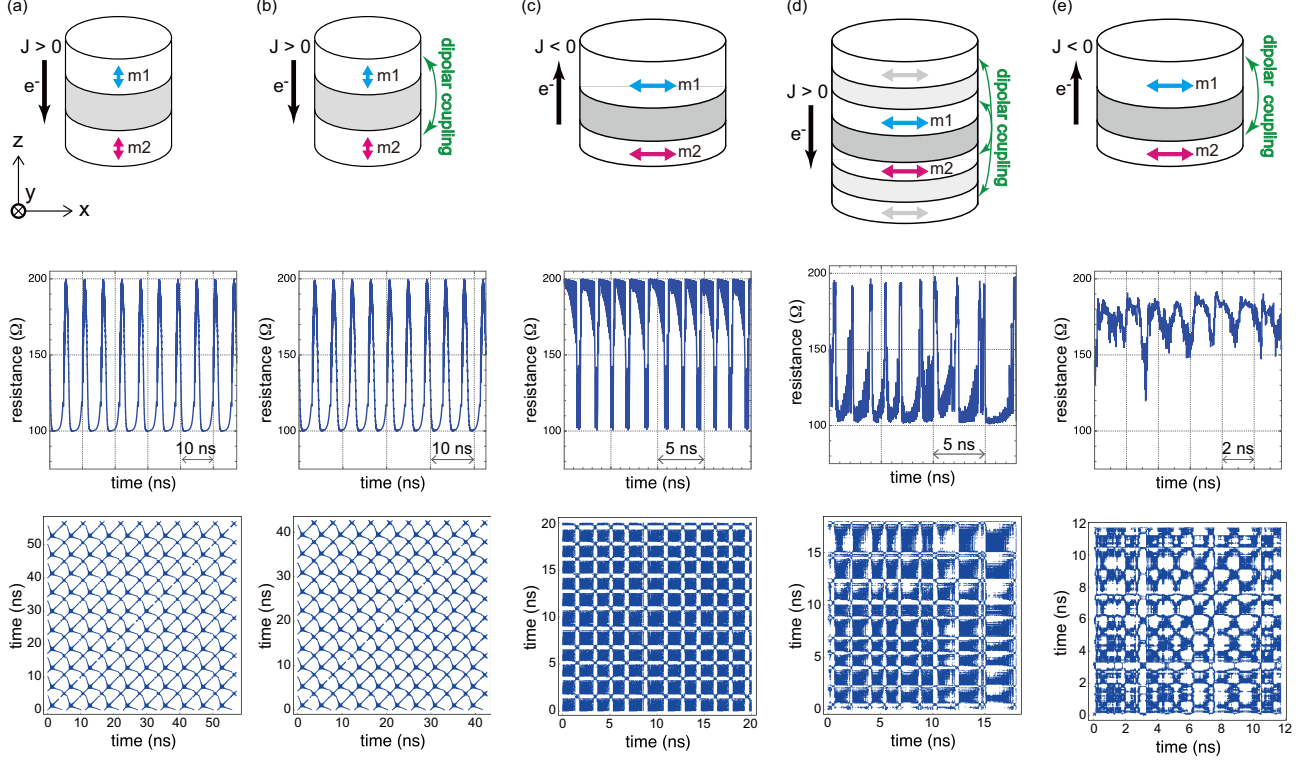 (a)
(b)
(c)
(d)
(e)
J > 0
e-
m1
m2
z
y
x
J > 0
e-
m1
m2
dipolar coupling
J < 0
e-
m1
m2
J > 0
e-
m1
m2
dipolar coupling
J < 0
e-
m1
m2
dipolar coupling
resistance (Ω)
200
150
100
10 ns
time (ns)
resistance (Ω)
200
150
100
10 ns
time (ns)
resistance (Ω)
200
150
100
5 ns
time (ns)
resistance (Ω)
200
150
100
5 ns
time (ns)
resistance (Ω)
200
150
100
2 ns
time (ns)
time (ns)
50
40
30
20
10
0
0 10 20 30 40 50
time (ns)
time (ns)
40
30
20
10
0
0 10 20 30 40
time (ns)
time (ns)
20
15
10
5
0
0 5 10 15 20
time (ns)
time (ns)
15
10
5
0
0 5 10 15
time (ns)
time (ns)
12
10
8
6
4
2
0
0 2 4 6 8 10 12
time (ns)